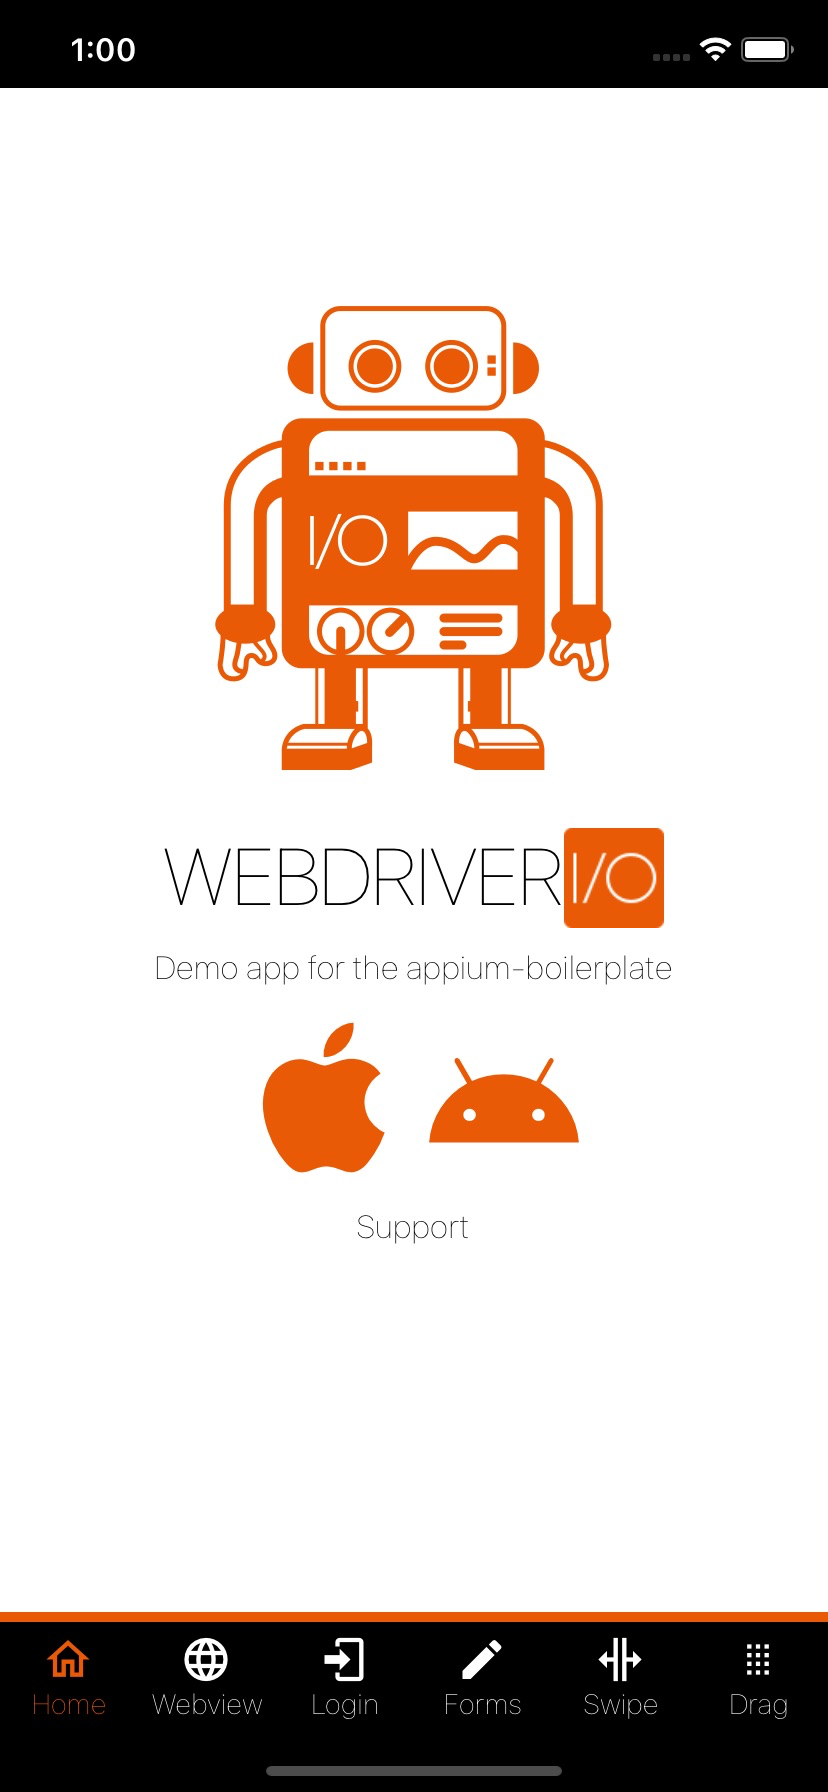 1:00
I/O
WEBDRIVER I/O
Demo app for the appium-boilerplate
Support
Home Webview Login Forms Swipe Drag